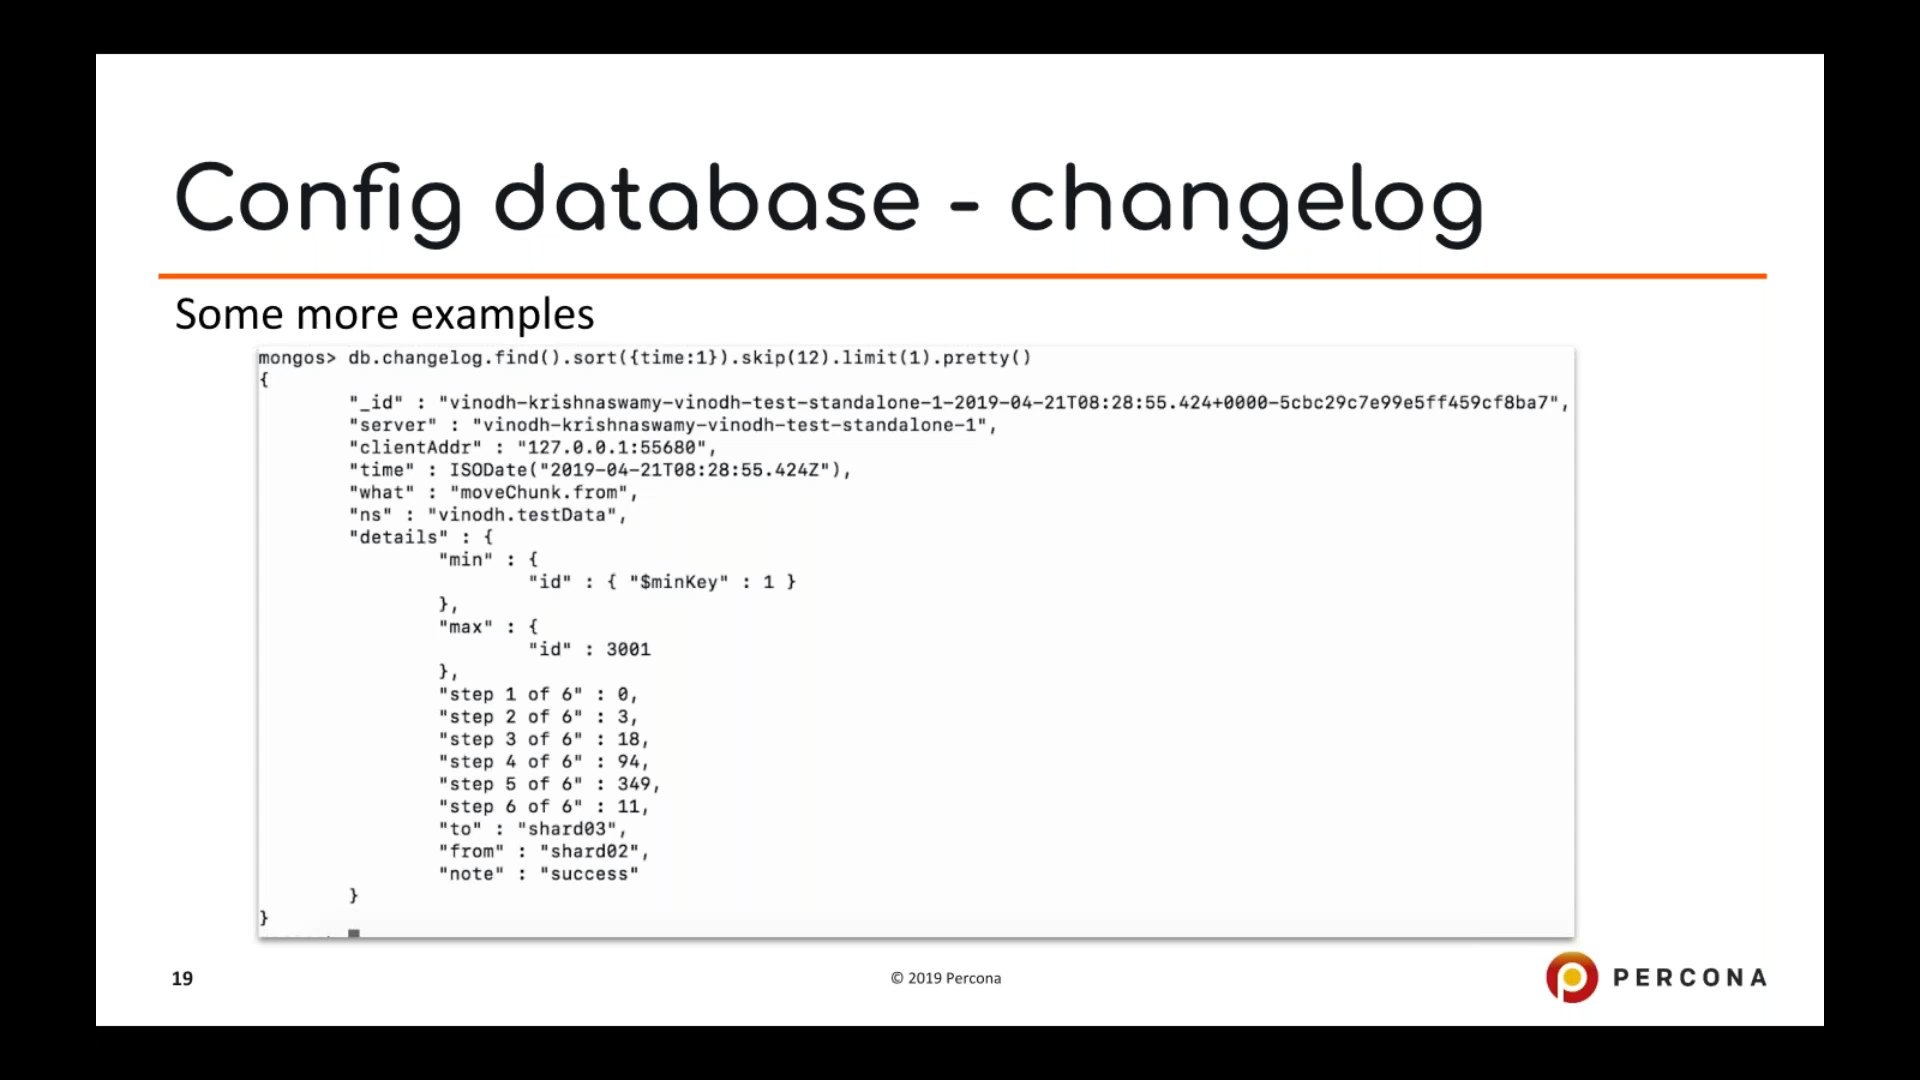 Config database - changelog
Some more examples
mongos> db.changelog.find().sort({time:1}).skip(12).limit(1).pretty()
{
"_id" : "vinodh-krishnaswamy-vinodh-test-standalone-1-2019-04-21T08:28:55.424+0000-5cbc29c7e99e5ff459cf8ba7",
"server" : "vinodh-krishnaswamy-vinodh-test-standalone-1",
"clientAddr" : "127.0.0.1:55680",
"time" : ISODate("2019-04-21T08:28:55.424Z"),
"what" : "moveChunk.from",
"ns" : "vinodh.testData",
"details" : {
"min" : {
"id" : { "$minKey" : 1 }
},
"max" : {
"id" : 3001
},
"step 1 of 6" : 0,
"step 2 of 6" : 3,
"step 3 of 6" : 18,
"step 4 of 6" : 94,
"step 5 of 6" : 349,
"step 6 of 6" : 11,
"to" : "shard03",
"from" : "shard02",
"note" : "success"
}
}
19
© 2019 Percona
PERCONA